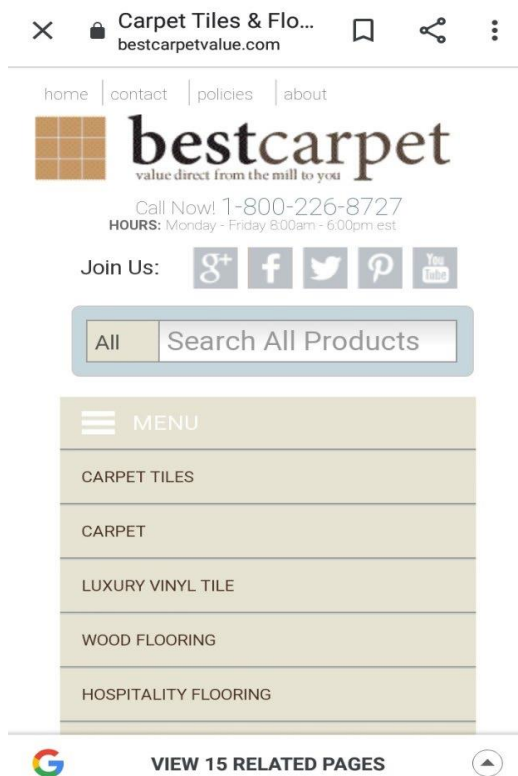 Carpet Tiles & Flo...
bestcarpetvalue.com
home contact policies about
bestcarpet
value direct from the mill to you
Call Now! 1-800-226-8727
HOURS: Monday - Friday 8:00am - 6:00pm est
Join Us: g+ f P You Tube
All Search All Products
MENU
CARPET TILES
CARPET
LUXURY VINYL TILE
WOOD FLOORING
HOSPITALITY FLOORING
G VIEW 15 RELATED PAGES